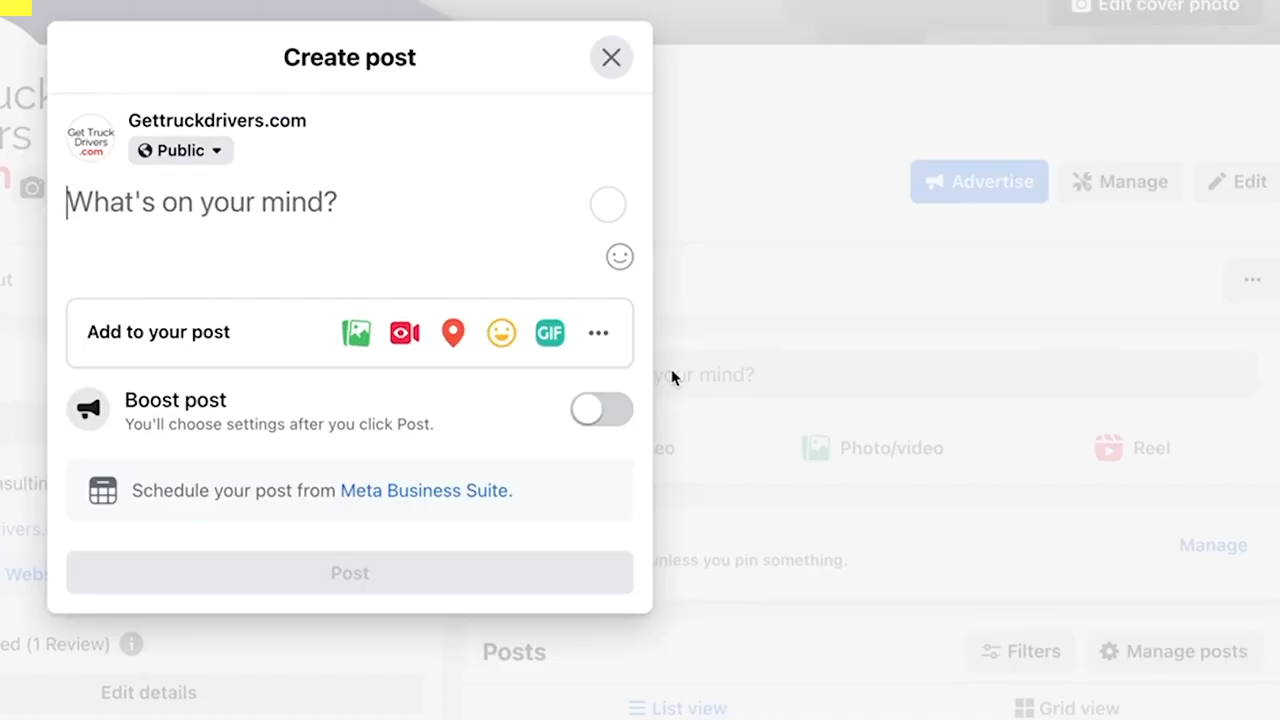 Edit cover photo
Create post
Get Truck
Drivers
.com
Gettruckdrivers.com
Public
What's on your mind?
Advertise
Manage
Edit
Add to your post
GIF
your mind?
Boost post
You'll choose settings after you click Post.
Photo/video
Reel
Schedule your post from Meta Business Suite.
Manage
unless you pin something.
Post
(1 Review)
Posts
Filters
Manage posts
Edit details
List view
Grid view